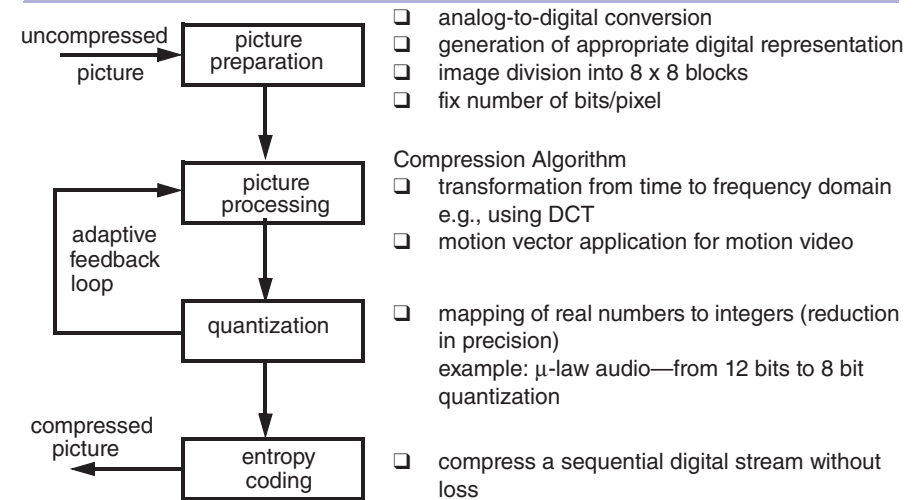 uncompressed
picture
picture
preparation
❑ analog-to-digital conversion
❑ generation of appropriate digital representation
❑ image division into 8 x 8 blocks
❑ fix number of bits/pixel
Compression Algorithm
picture
processing
❑ transformation from time to frequency domain
e.g., using DCT
❑ motion vector application for motion video
adaptive
feedback
loop
quantization
❑ mapping of real numbers to integers (reduction
in precision)
example: μ-law audio—from 12 bits to 8 bit
quantization
compressed
picture
entropy
coding
❑ compress a sequential digital stream without
loss